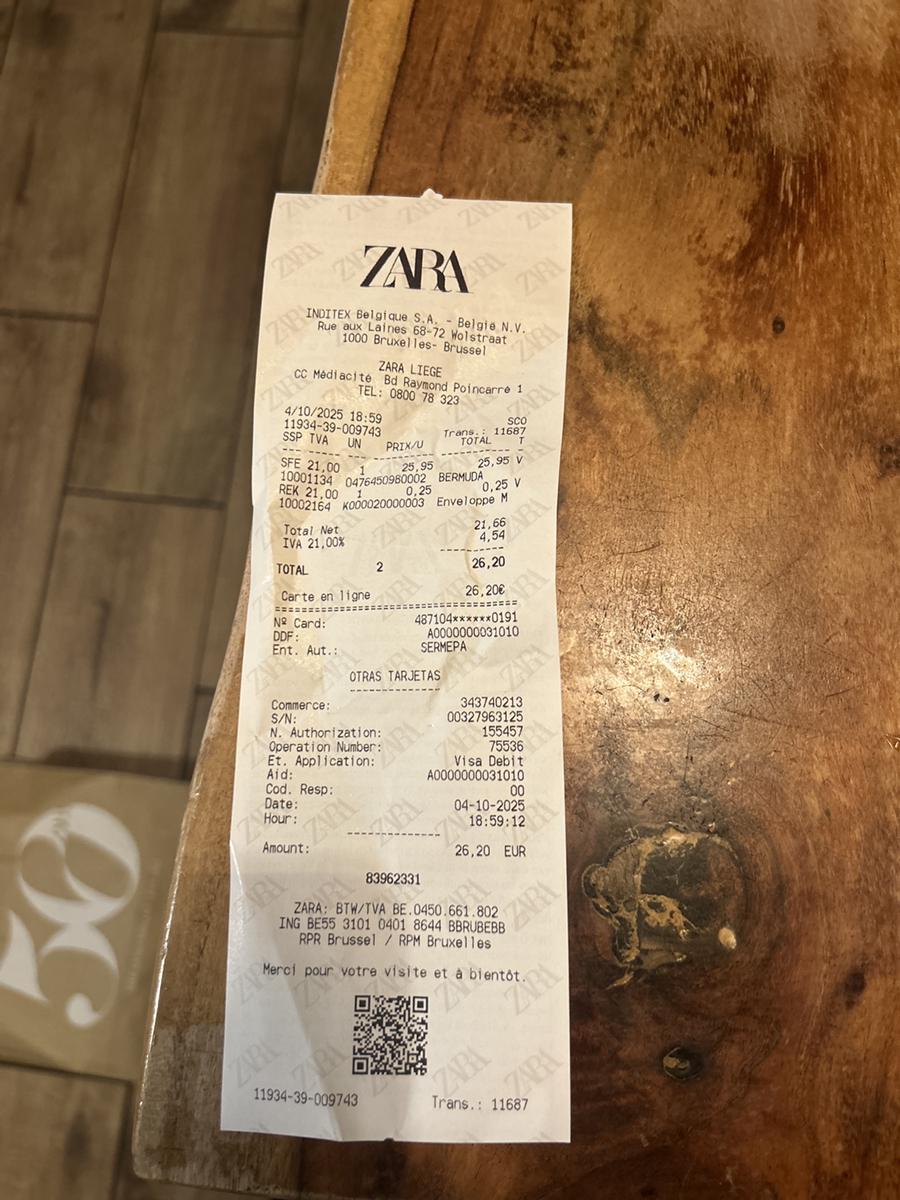 ZARA
INDITEX Belgique S.A. - België N.V.
Rue aux Laines 68-72 Wolstraat
1000 Bruxelles- Brussel
ZARA LIEGE
CC Médiacité Bd Raymond Poincarré 1
TEL: 0800 78 323
4/10/2025 18:59 SCO
11934-39-009743 Trans.: 11687
SSP TVA UN PRIX/U TOTAL T
SFE 21,00 1 25,95 25,95 V
10001134 0476450980002 BERMUDA
REK 21,00 1 0,25 0,25 V
10002164 K000020000003 Enveloppe M
Total Net 21,66
IVA 21,00% 4,54
TOTAL 2 26,20
Carte en ligne 26,20€
Nº Card: 487104******0191
DDF: A0000000031010
Ent. Aut.: SERMEPA
OTRAS TARJETAS
Commerce: 343740213
S/N: 00327963125
N. Authorization: 155457
Operation Number: 75536
Et. Application: Visa Debit
Aid: A0000000031010
Cod. Resp: 00
Date: 04-10-2025
Hour: 18:59:12
Amount: 26,20 EUR
83962331
ZARA: BTW/TVA BE.0450.661.802
ING BE55 3101 0401 8644 BBRUBEBB
RPR Brussel / RPM Bruxelles
Merci pour votre visite et à bientôt.
11934-39-009743 Trans.: 11687
50